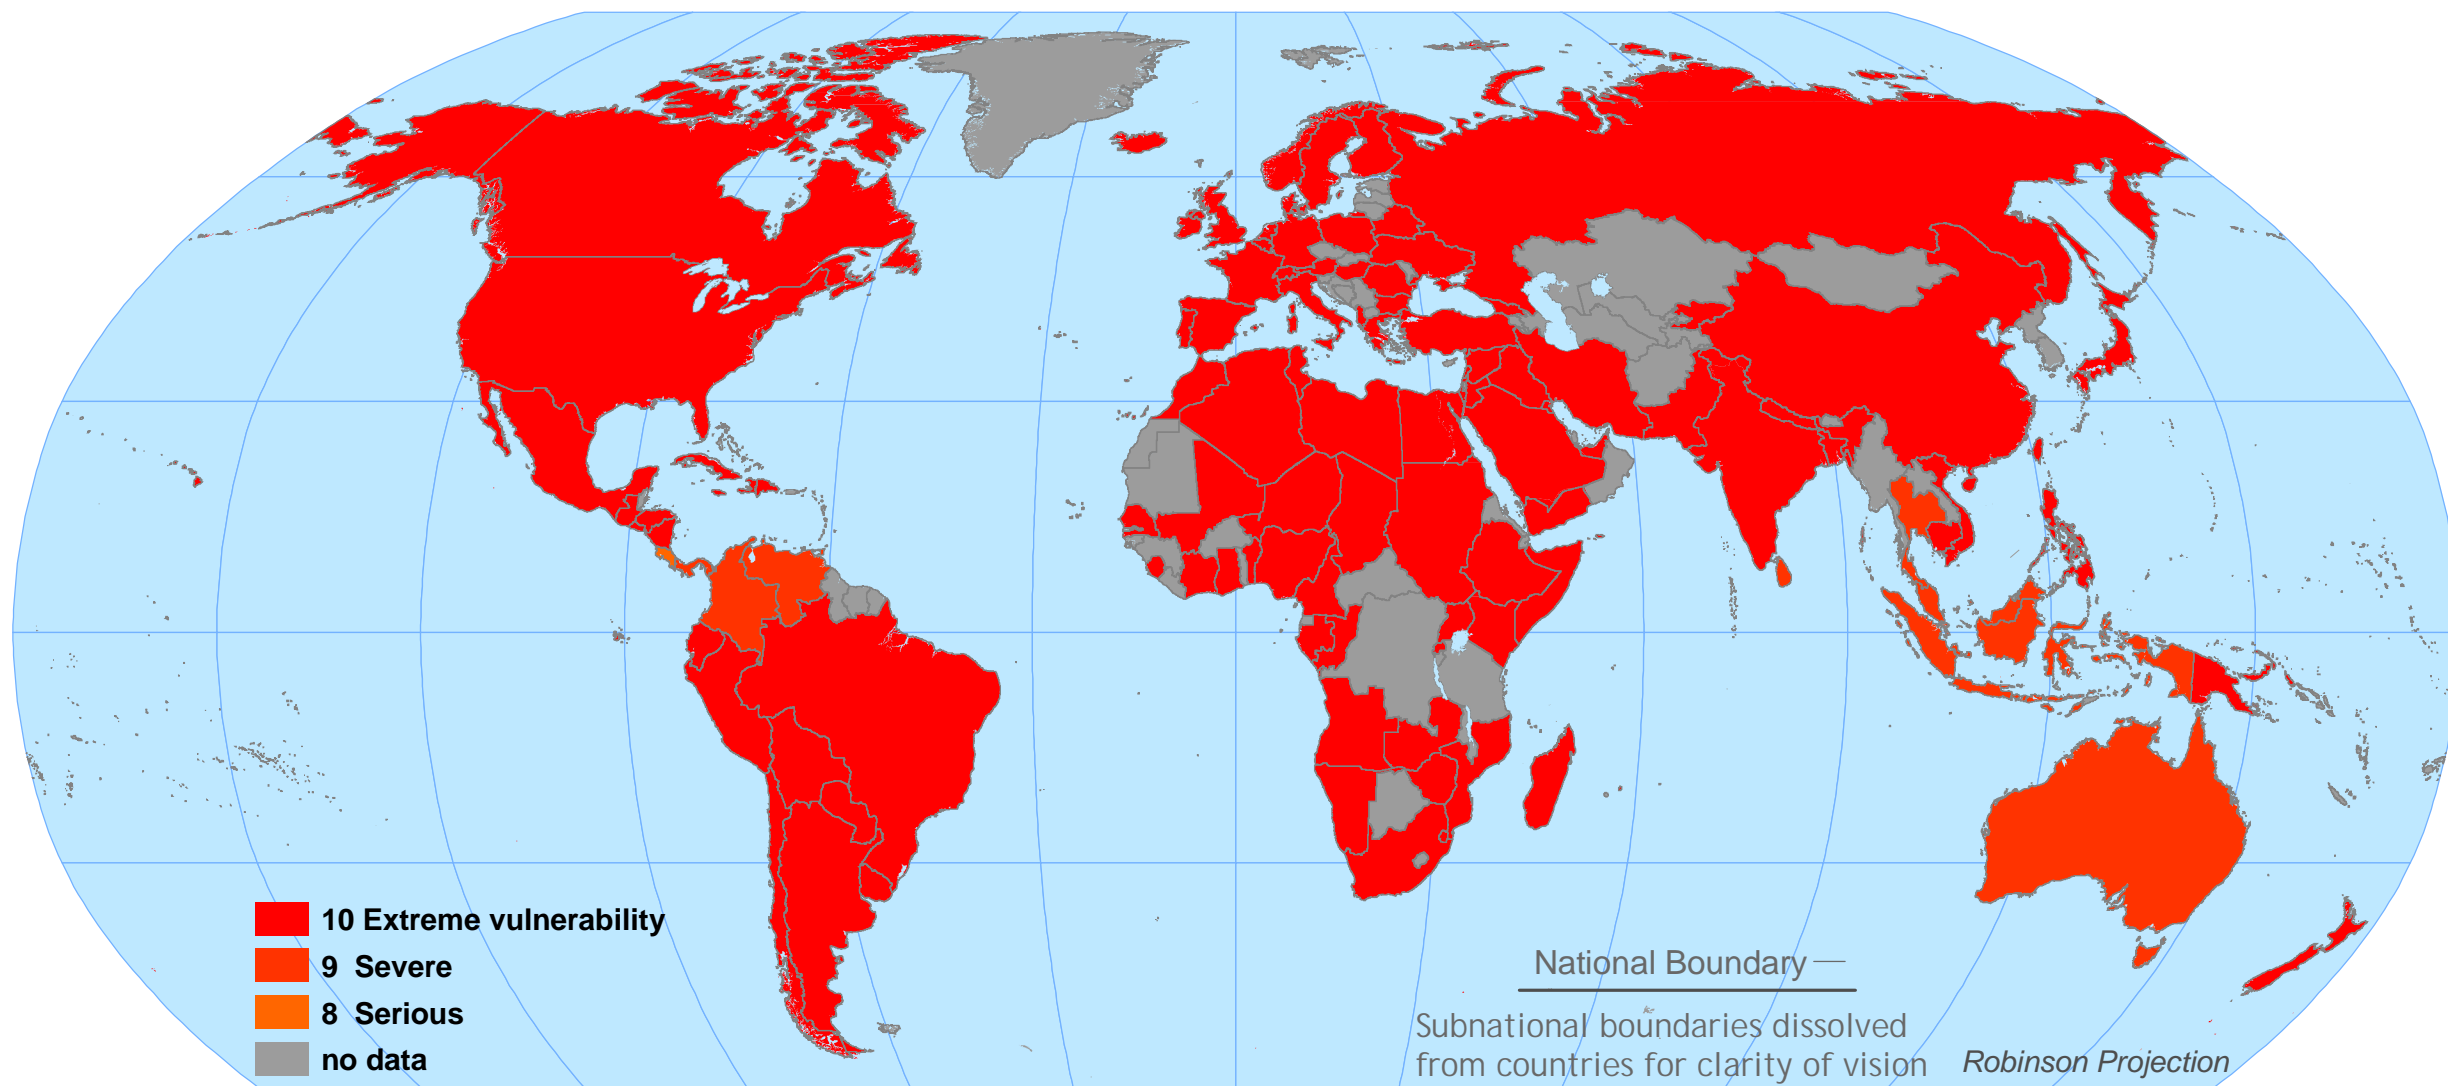 10 Extreme vulnerability
9 Severe
8 Serious
no data
National Boundary
Subnational boundaries dissolved
from countries for clarity of vision
Robinson Projection